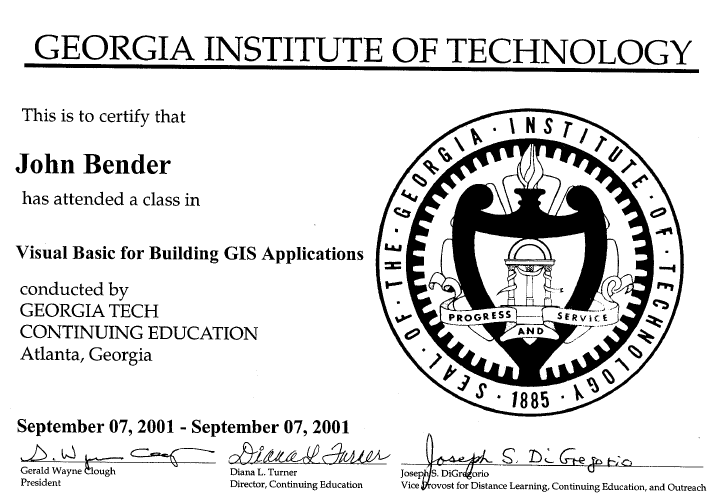 GEORGIA INSTITUTE OF TECHNOLOGY
This is to certify that
John Bender
has attended a class in
Visual Basic for Building GIS Applications
conducted by
GEORGIA TECH
CONTINUING EDUCATION
Atlanta, Georgia
SEAL · OF · THE · GEORGIA · INSTITUTE · OF · TECHNOLOGY · 1885 ·
PROGRESS AND SERVICE
September 07, 2001 - September 07, 2001
Diana L Turner
Joseph S. Di Gregorio
Gerald Wayne Clough
President
Diana L. Turner
Director, Continuing Education
Joseph S. DiGregorio
Vice Provost for Distance Learning, Continuing Education, and Outreach